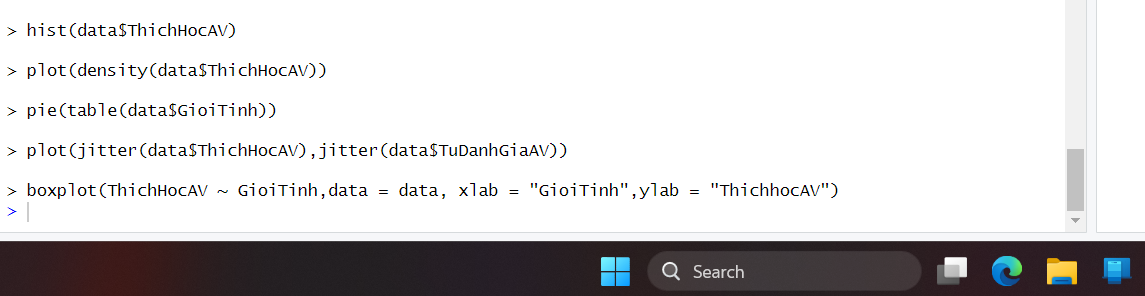 > hist(data$ThichHocAV)
> plot(density(data$ThichHocAV))
> pie(table(data$GioiTinh))
> plot(jitter(data$ThichHocAV),jitter(data$TuDanhGiaAV))
> boxplot(ThichHocAV ~ GioiTinh,data = data, xlab = "GioiTinh",ylab = "ThichhocAV")
>
Search